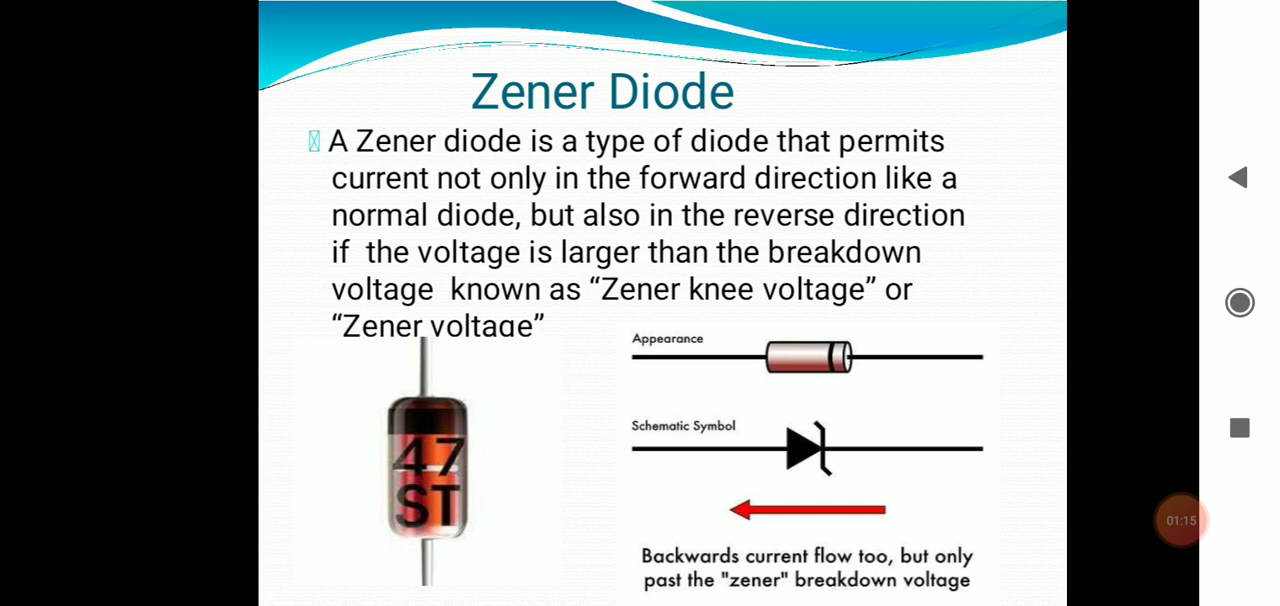 Zener Diode
A Zener diode is a type of diode that permits
current not only in the forward direction like a
normal diode, but also in the reverse direction
if the voltage is larger than the breakdown
voltage known as “Zener knee voltage” or
“Zener voltage”
Appearance
47
ST
Schematic Symbol
Backwards current flow too, but only
past the "zener" breakdown voltage
01:15